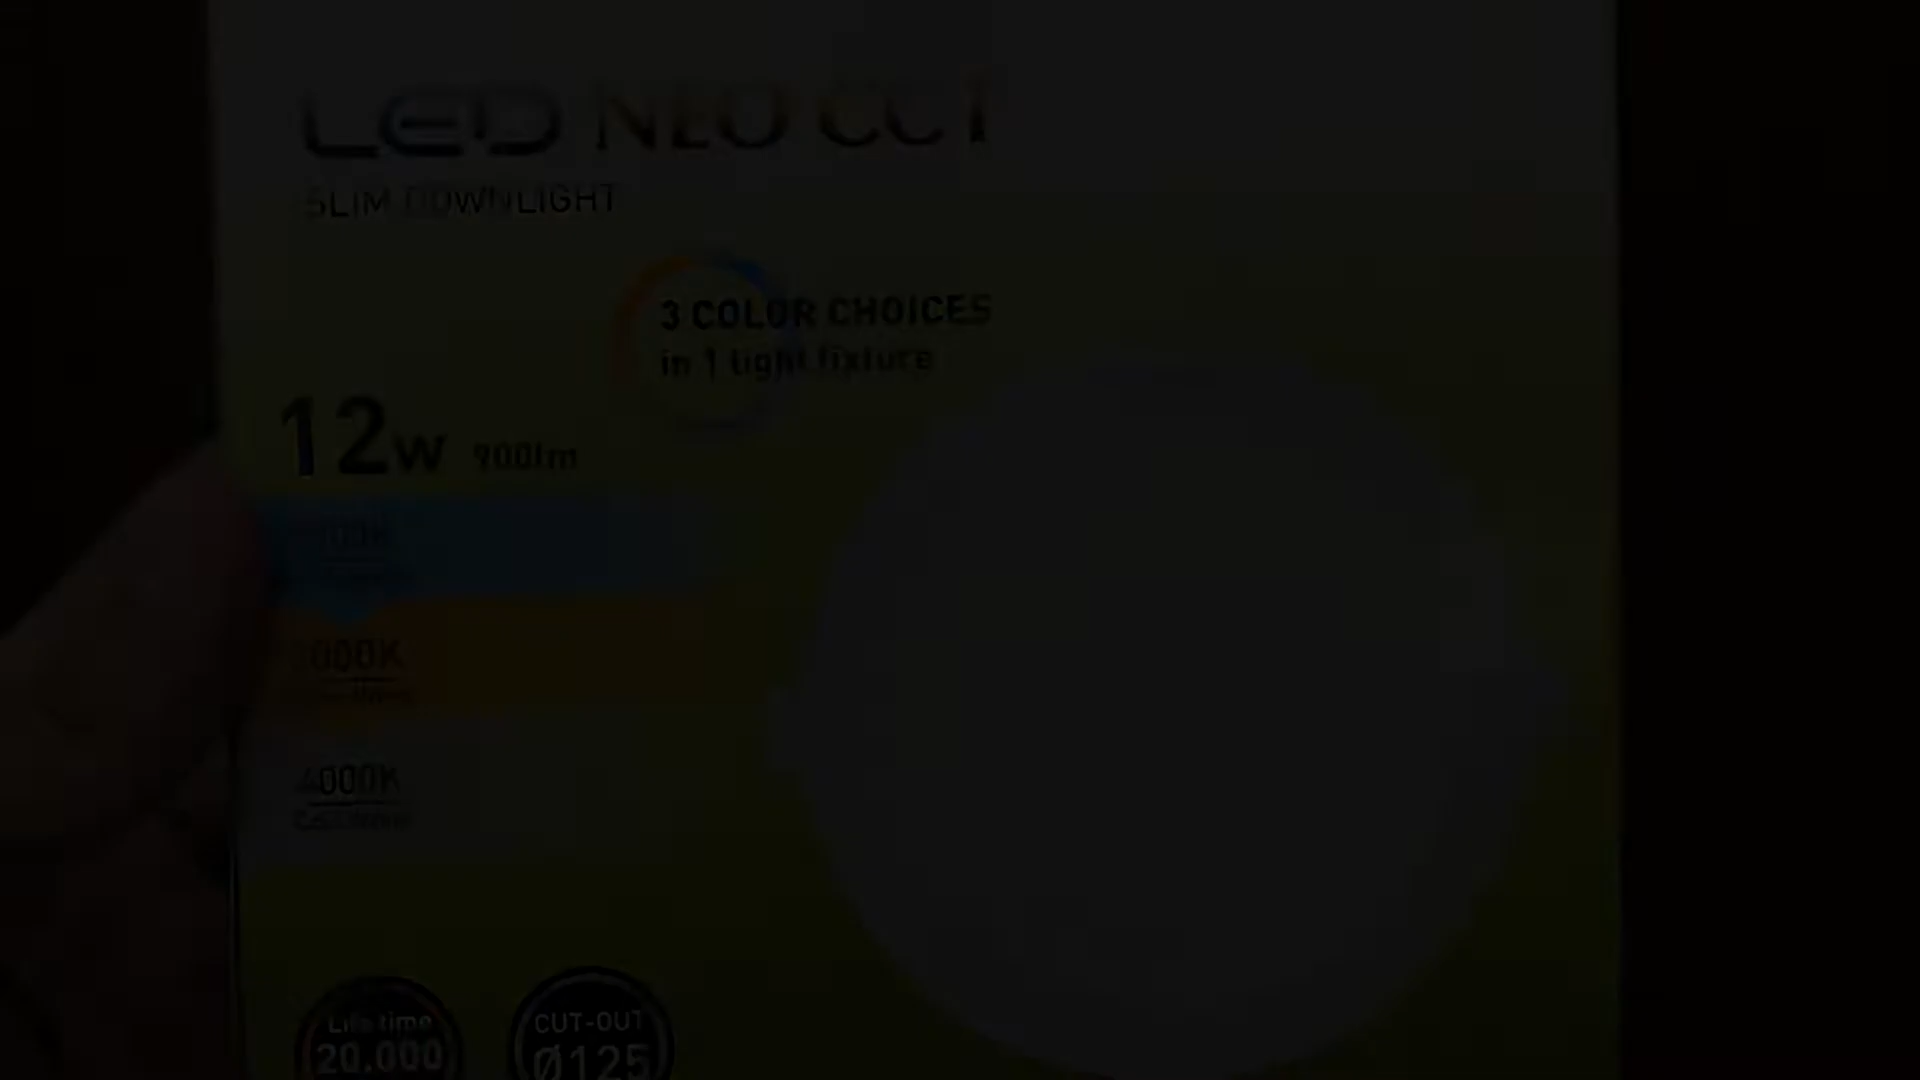 LED NEO CCT
SLIM DOWNLIGHT
3 COLOR CHOICES
in 1 light fixture
12w 900lm
4000K
Life time
20.000
CUT-OUT
Ø125